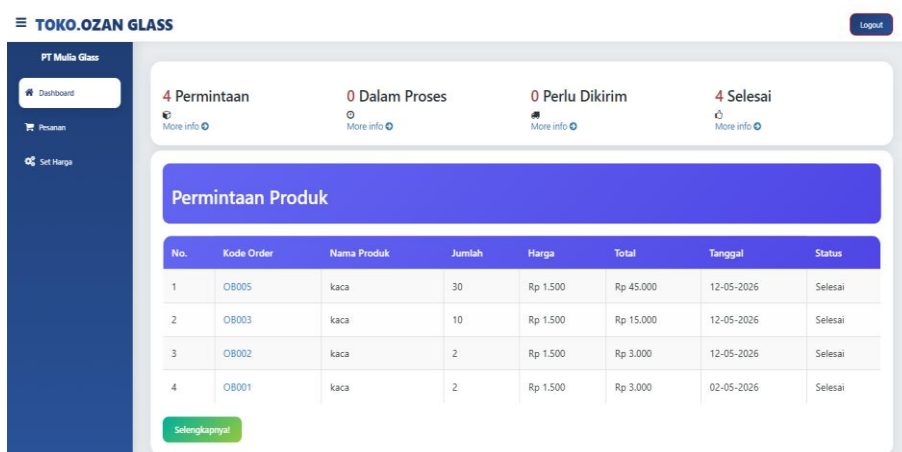 TOKO.OZAN GLASS
Logout
PT Mulia Glass
Dashboard
Pesanan
Set Harga
4 Permintaan
More info
0 Dalam Proses
More info
0 Perlu Dikirim
More info
4 Selesai
More info
Permintaan Produk
No. Kode Order Nama Produk Jumlah Harga Total Tanggal Status
1 OB005 kaca 30 Rp 1.500 Rp 45.000 12-05-2026 Selesai
2 OB003 kaca 10 Rp 1.500 Rp 15.000 12-05-2026 Selesai
3 OB002 kaca 2 Rp 1.500 Rp 3.000 12-05-2026 Selesai
4 OB001 kaca 2 Rp 1.500 Rp 3.000 02-05-2026 Selesai
Selengkapnya!